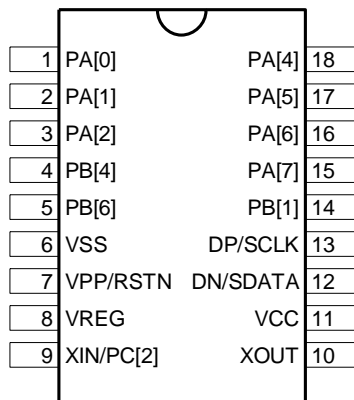 1 PA[0] PA[4] 18
2 PA[1] PA[5] 17
3 PA[2] PA[6] 16
4 PB[4] PA[7] 15
5 PB[6] PB[1] 14
6 VSS DP/SCLK 13
7 VPP/RSTN DN/SDATA 12
8 VREG VCC 11
9 XIN/PC[2] XOUT 10